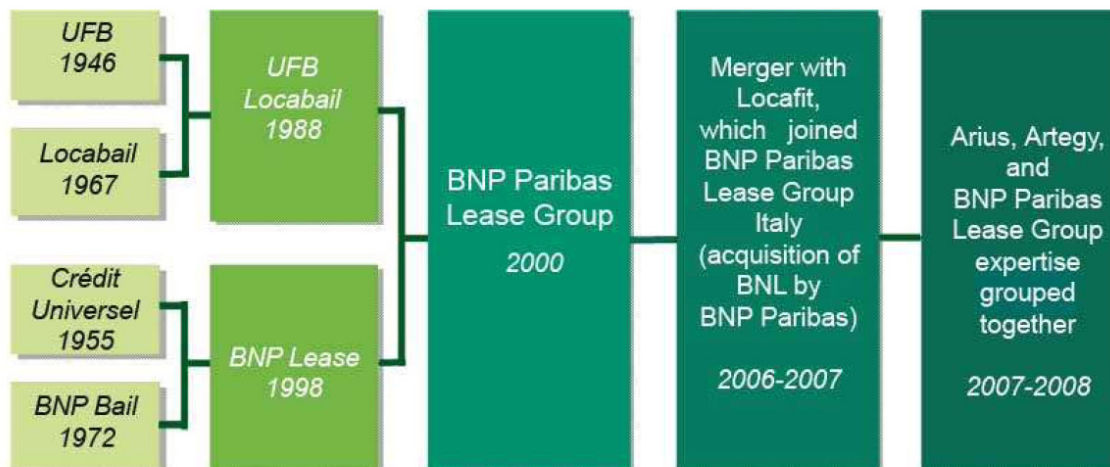 UFB
1946
Locabail
1967
Crédit
Universel
1955
BNP Bail
1972
UFB
Locabail
1988
BNP Lease
1998
BNP Paribas
Lease Group
2000
Merger with
Locafit,
which joined
BNP Paribas
Lease Group
Italy
(acquisition of
BNL by
BNP Paribas)
2006-2007
Arius, Artegy,
and
BNP Paribas
Lease Group
expertise
grouped
together
2007-2008